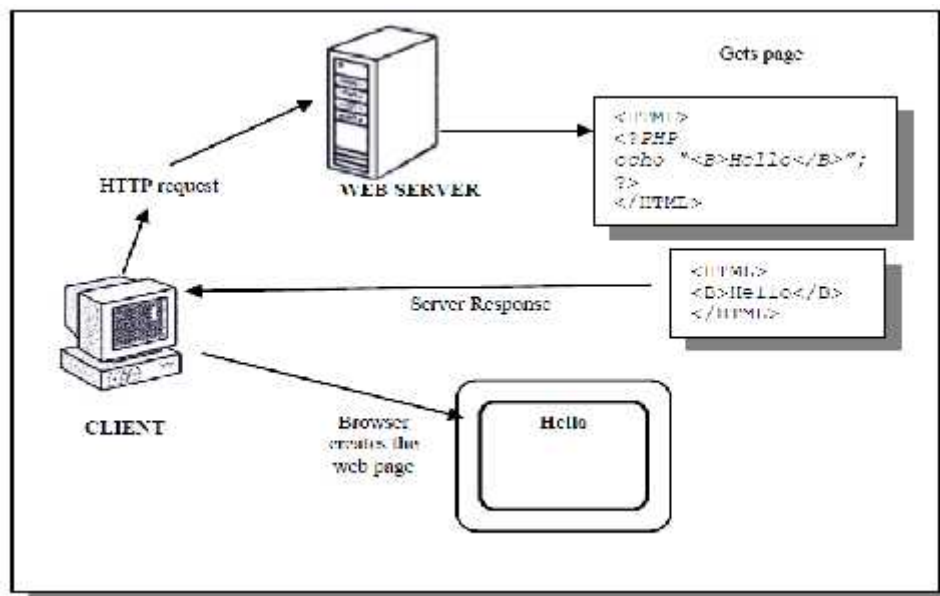 Gets page
<HTML>
<?PHP
echo "<B>Hello</B>";
?>
</HTML>
WEB SERVER
HTTP request
<HTML>
<B>Hello</B>
</HTML>
Server Response
CLIENT
Browser
creates the
web page
Hello